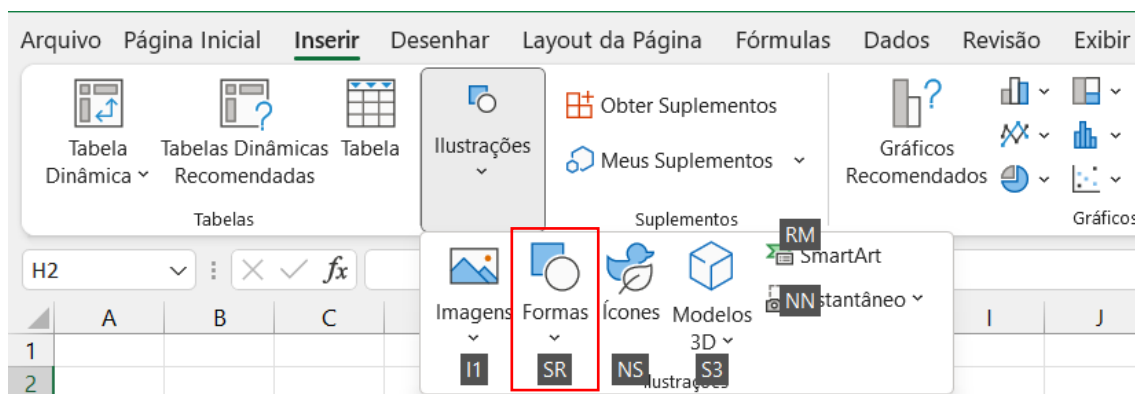 Arquivo Página Inicial Inserir Desenhar Layout da Página Fórmulas Dados Revisão Exibir
Tabela Dinâmica
Tabelas Dinâmicas Recomendadas
Tabela
Tabelas
Ilustrações
Obter Suplementos
Meus Suplementos
Suplementos
Gráficos Recomendados
Gráficos
H2
fx
Imagens
I1
Formas
SR
Ícones
NS
Modelos 3D
S3
RM
SmartArt
NN
stantâneo
Ilustrações
A B C I J
1
2